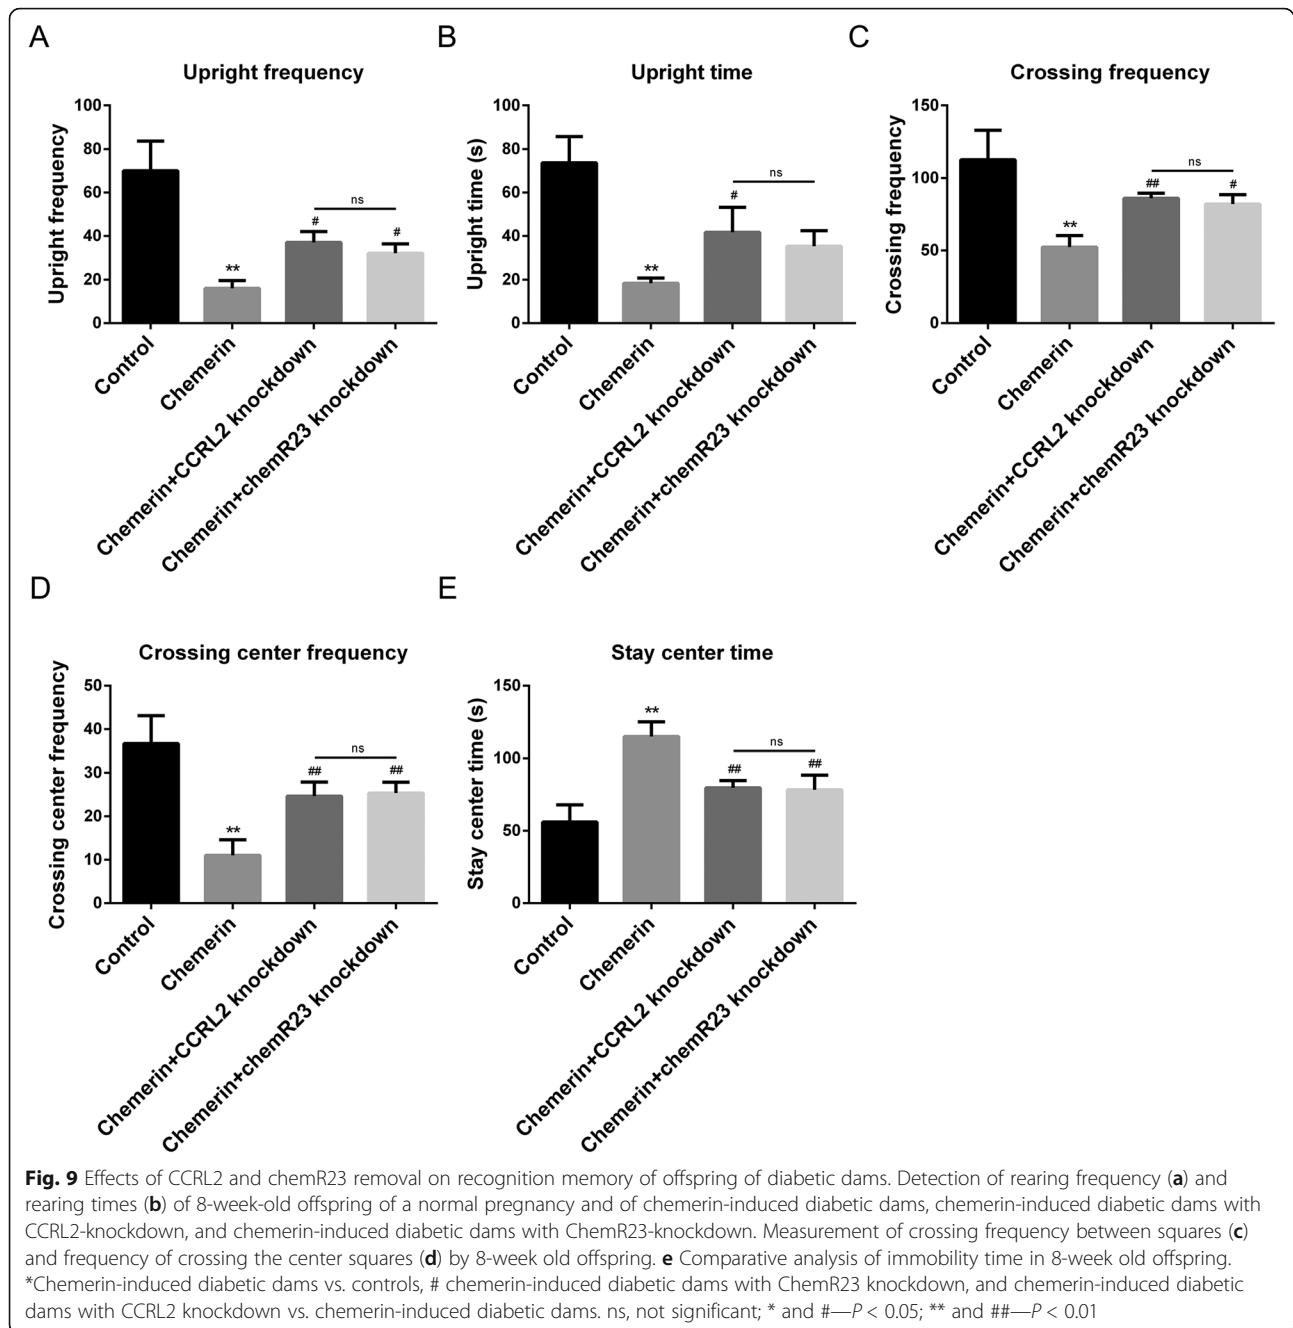 A
Upright frequency
Upright frequency
100
80
60
40
20
0
**
#
ns
#
Control
Chemerin
Chemerin+CCRL2 knockdown
Chemerin+chemR23 knockdown
B
Upright time
Upright time (s)
100
80
60
40
20
0
**
#
ns
Control
Chemerin
Chemerin+CCRL2 knockdown
Chemerin+chemR23 knockdown
C
Crossing frequency
Crossing frequency
150
100
50
0
**
##
ns
#
Control
Chemerin
Chemerin+CCRL2 knockdown
Chemerin+chemR23 knockdown
D
Crossing center frequency
Crossing center frequency
50
40
30
20
10
0
**
##
ns
##
Control
Chemerin
Chemerin+CCRL2 knockdown
Chemerin+chemR23 knockdown
E
Stay center time
Stay center time (s)
150
100
50
0
**
##
ns
##
Control
Chemerin
Chemerin+CCRL2 knockdown
Chemerin+chemR23 knockdown
Fig. 9 Effects of CCRL2 and chemR23 removal on recognition memory of offspring of diabetic dams. Detection of rearing frequency (a) and
rearing times (b) of 8-week-old offspring of a normal pregnancy and of chemerin-induced diabetic dams, chemerin-induced diabetic dams with
CCRL2-knockdown, and chemerin-induced diabetic dams with ChemR23-knockdown. Measurement of crossing frequency between squares (c)
and frequency of crossing the center squares (d) by 8-week old offspring. e Comparative analysis of immobility time in 8-week old offspring.
*Chemerin-induced diabetic dams vs. controls, # chemerin-induced diabetic dams with ChemR23 knockdown, and chemerin-induced diabetic
dams with CCRL2 knockdown vs. chemerin-induced diabetic dams. ns, not significant; * and #—P < 0.05; ** and ##—P < 0.01